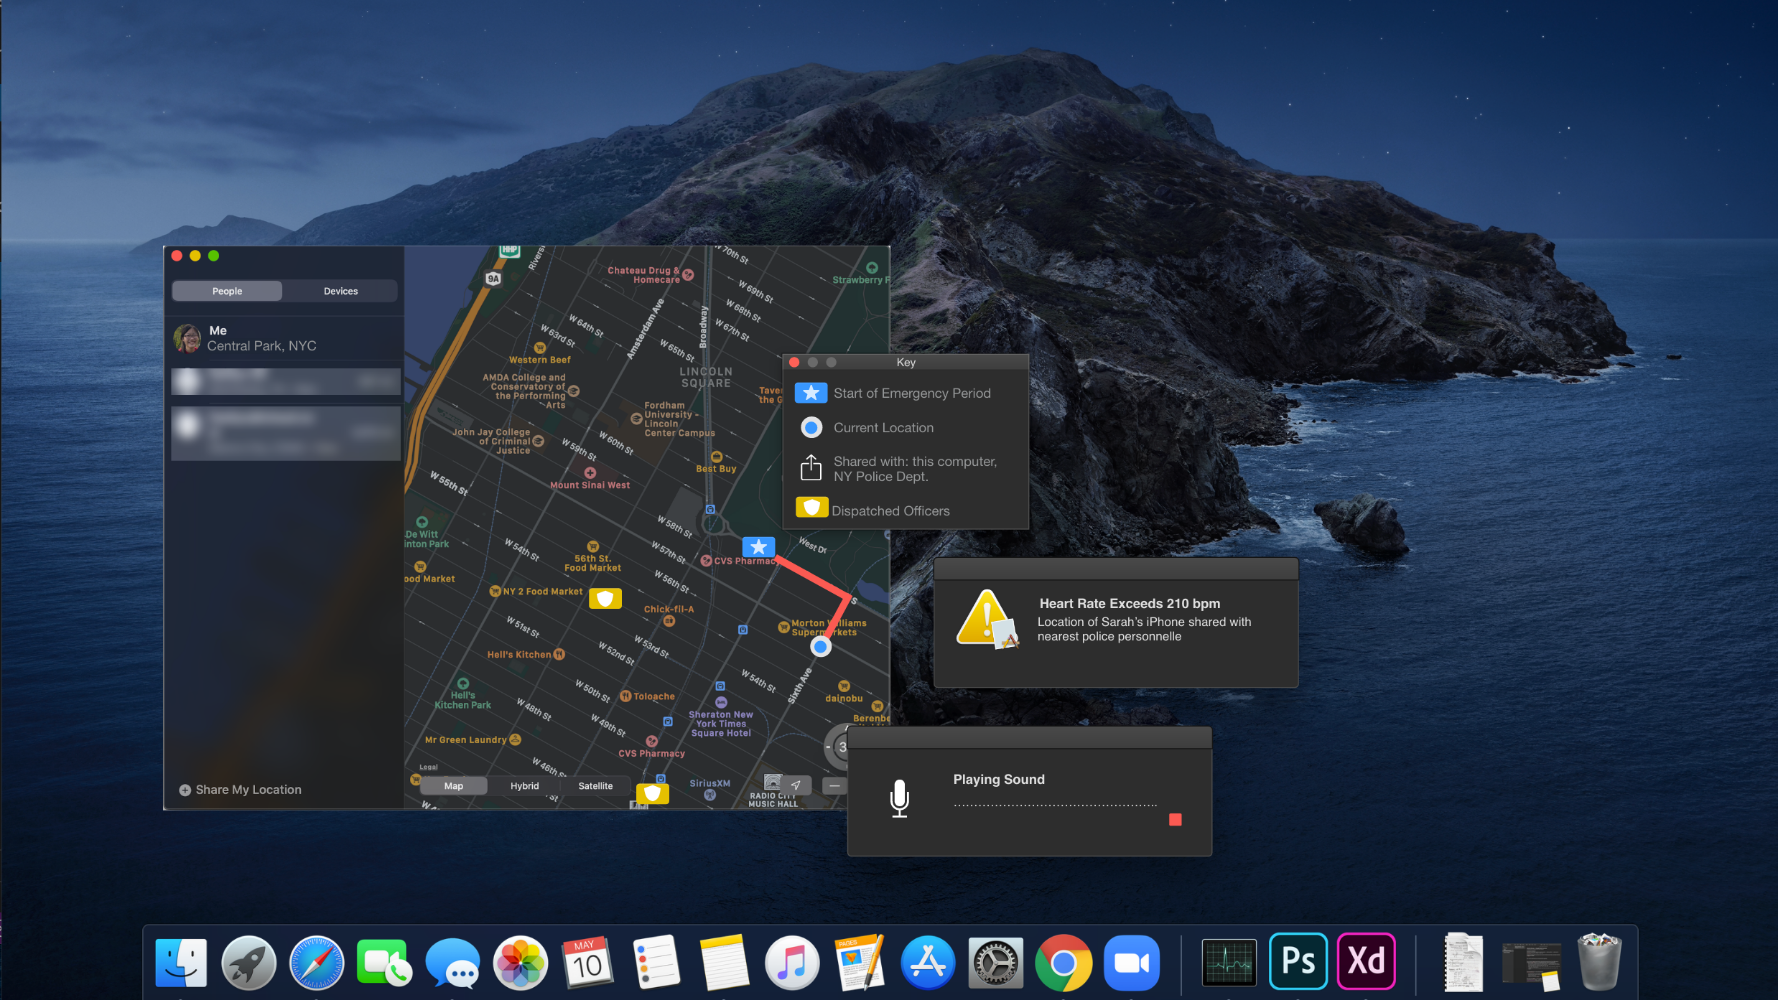 People
Devices
Me
Central Park, NYC
Share My Location
9A
W 70th St
Chateau Drug &
Homecare
Strawberry F
W 69th St
W 68th St
W 67th St
W 64th St
W 63rd St
W 65th St
Amsterdam Ave
Broadway
Western Beef
LINCOLN
SQUARE
AMDA College and
Conservatory of
the Performing
Arts
Fordham
University -
Lincoln
Center Campus
John Jay College
of Criminal
Justice
W 60th St
W 59th St
Best Buy
Mount Sinai West
W 55th St
W 58th St
W 57th St
W 56th St
W 54th St
De Witt
inton Park
56th St.
Food Market
ood Market
CVS Pharmac
West Dr
NY 2 Food Market
Chick-fil-A
Morton Williams
Supermarkets
W 51st St
W 53rd St
W 52nd St
Hell's Kitchen
W 54th St
Sixth Ave
W 50th St
Toloache
Hell's
Kitchen Park
W 48th St
W 49th St
Sheraton New
York Times
Square Hotel
dainobu
Berenbe
Mr Green Laundry
CVS Pharmacy
W 46th St
Legal
SiriusXM
RADIO CITY
MUSIC HALL
Map
Hybrid
Satellite
3
Key
Start of Emergency Period
Current Location
Shared with: this computer,
NY Police Dept.
Dispatched Officers
Heart Rate Exceeds 210 bpm
Location of Sarah's iPhone shared with
nearest police personnelle
Playing Sound
MAY
10
PAGES
Ps
Xd